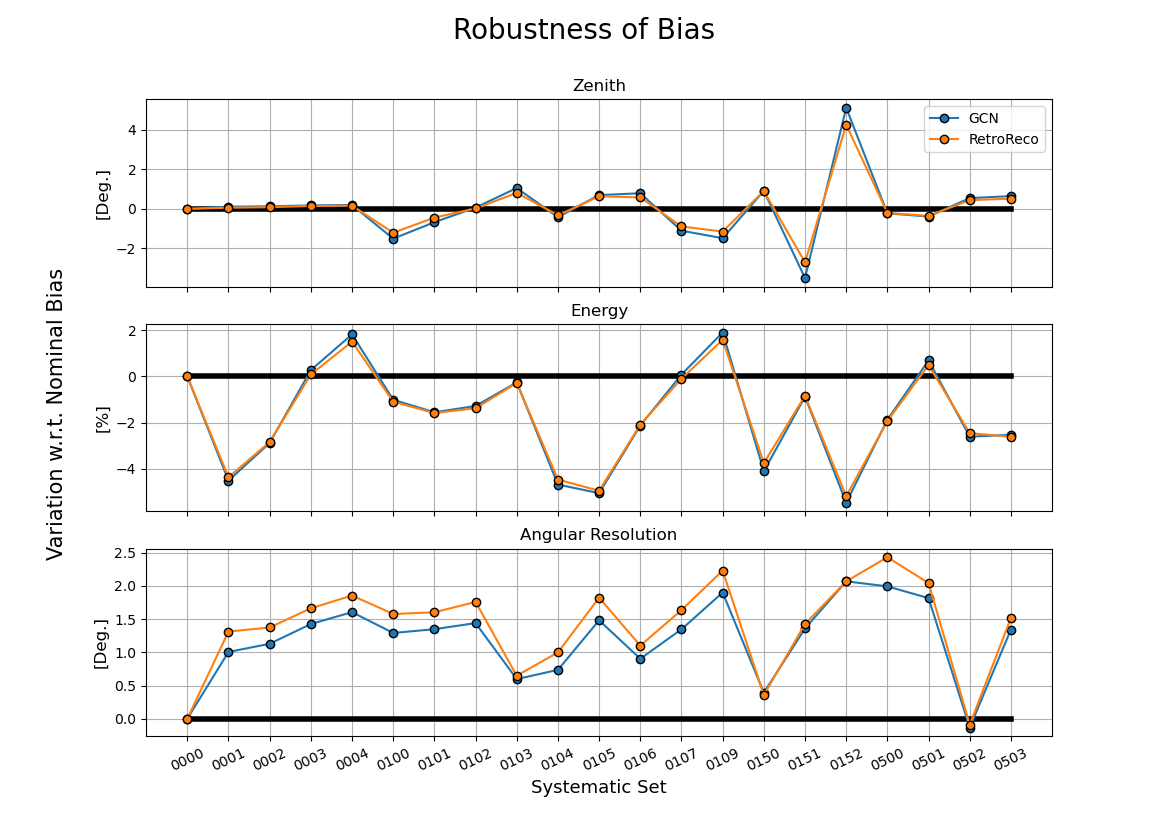 Robustness of Bias
Zenith
GCN
RetroReco
4
2
0
−2
[Deg.]
Energy
2
0
−2
−4
[%]
Variation w.r.t. Nominal Bias
Angular Resolution
2.5
2.0
1.5
1.0
0.5
0.0
[Deg.]
0000 0001 0002 0003 0004 0100 0101 0102 0103 0104 0105 0106 0107 0109 0150 0151 0152 0500 0501 0502 0503
Systematic Set